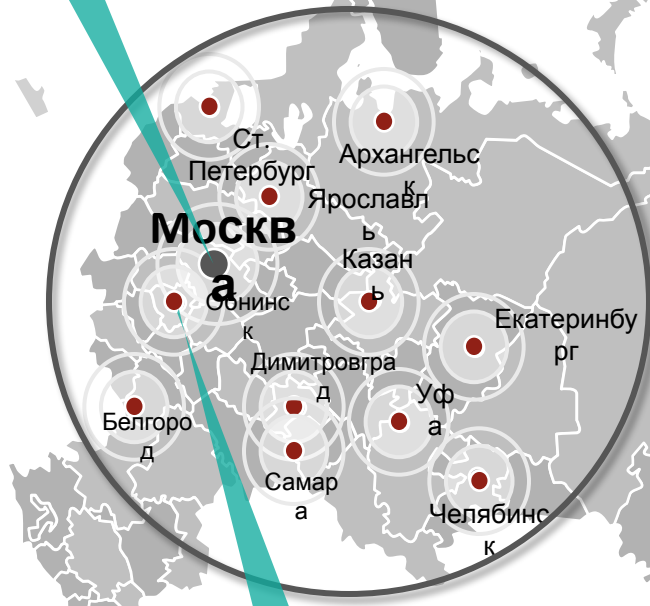 Ст.
Петербург
Архангельс
к
Ярославл
ь
Москв
а
Казан
ь
Обнинс
к
Екатеринбу
рг
Димитровгра
д
Уф
а
Белгоро
д
Самар
а
Челябинс
к